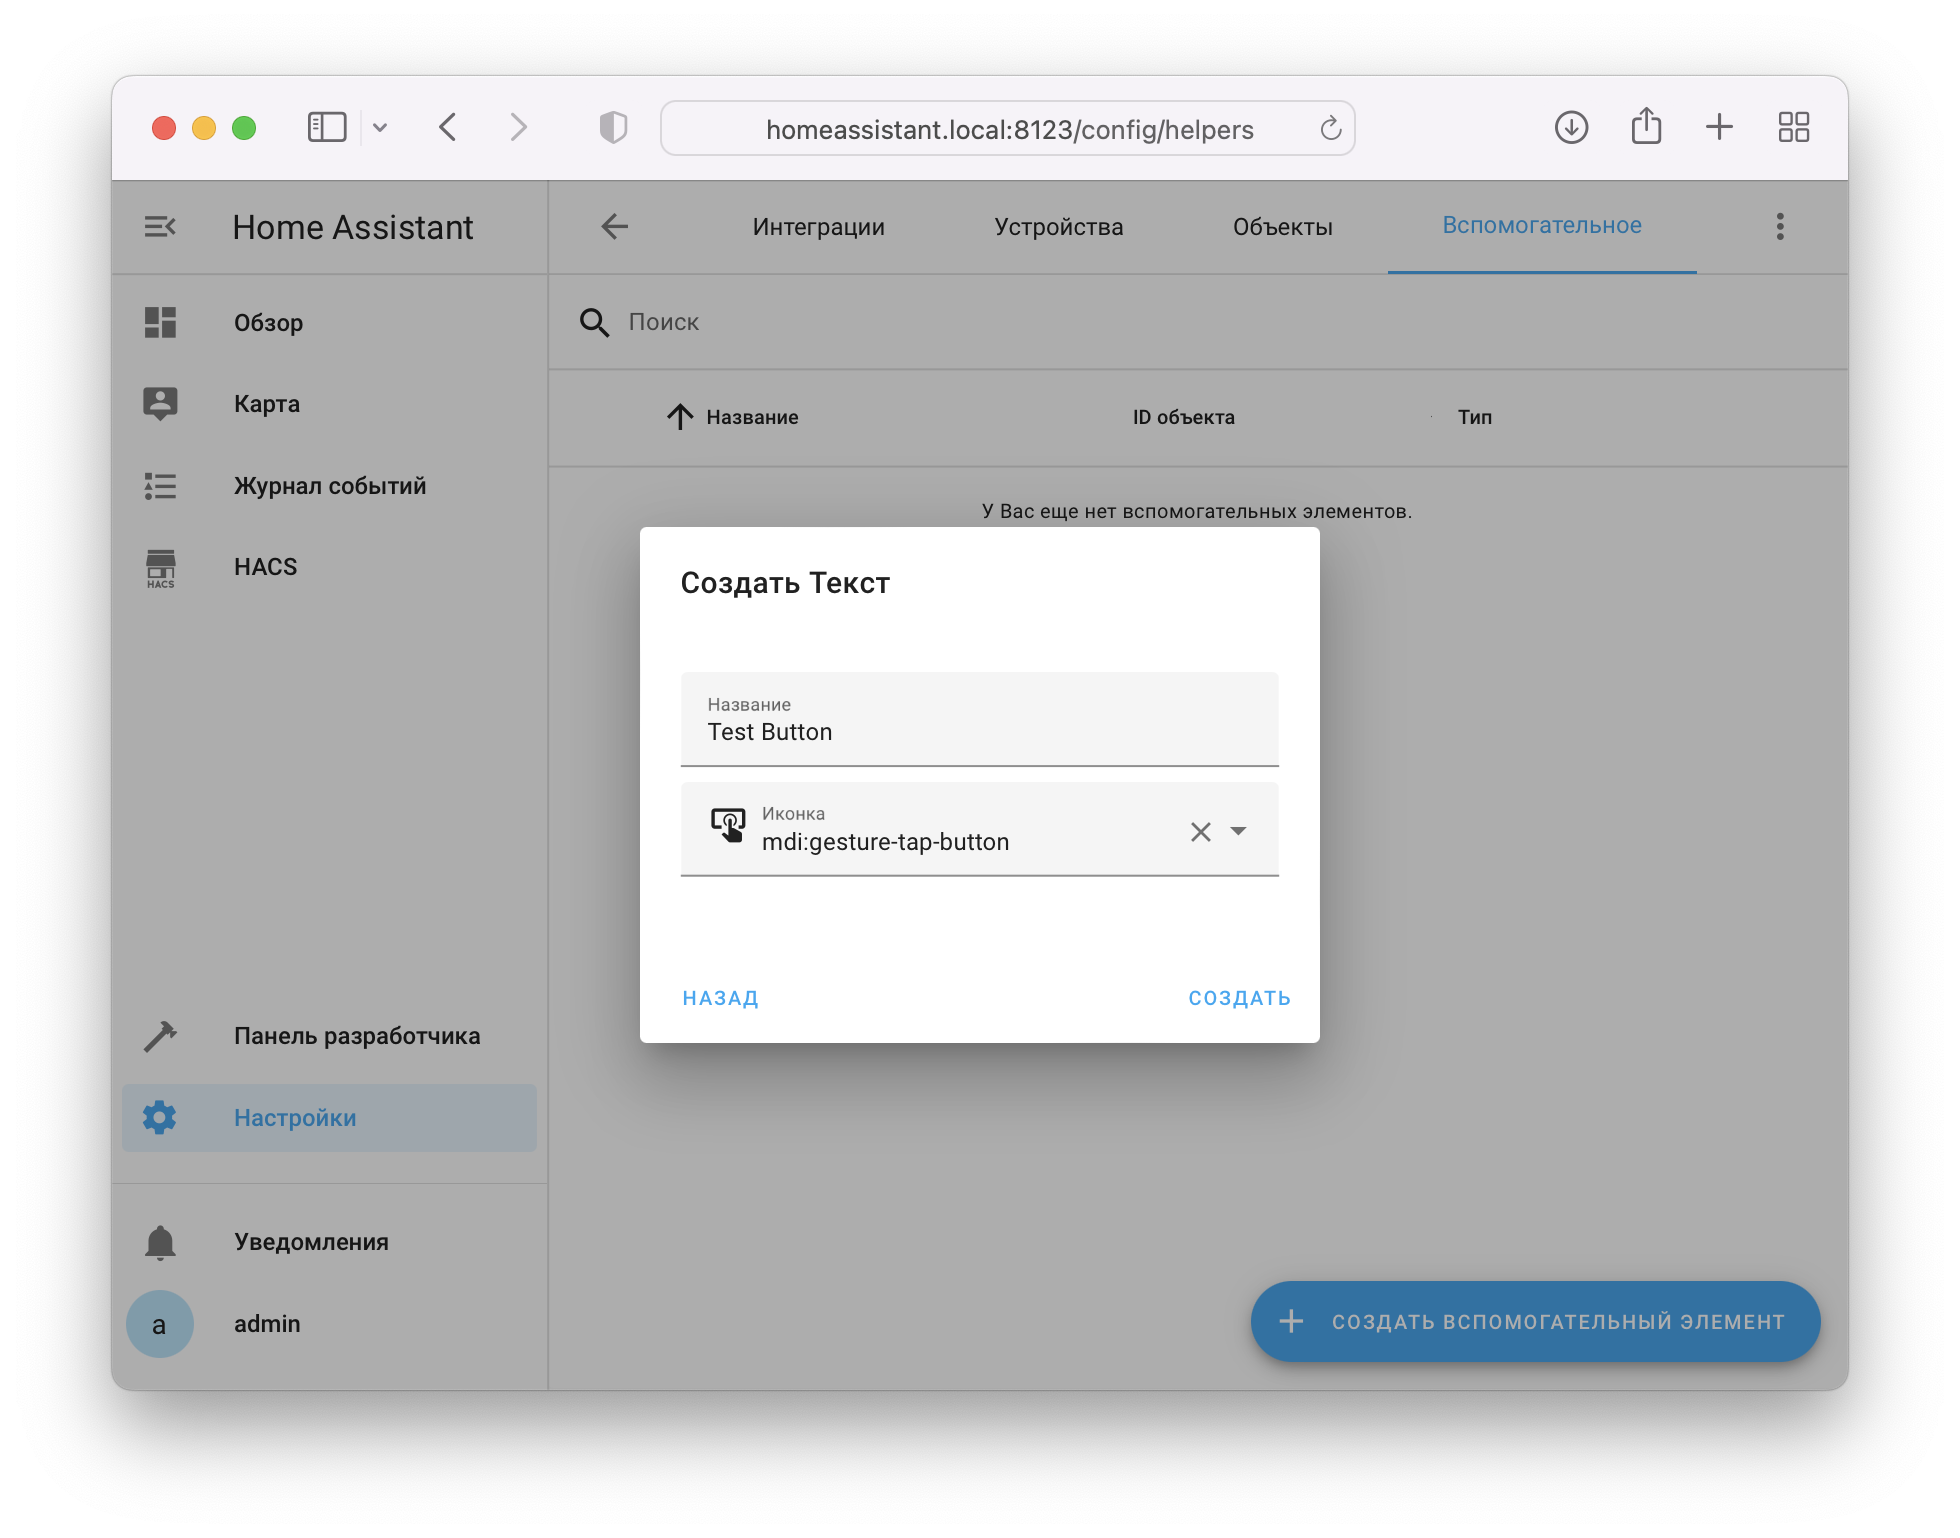 homeassistant.local:8123/config/helpers
Home Assistant
Интеграции
Устройства
Объекты
Вспомогательное
Обзор
Поиск
Карта
Название
ID объекта
Тип
Журнал событий
У Вас еще нет вспомогательных элементов.
HACS
HACS
Создать Текст
Название
Test Button
Иконка
mdi:gesture-tap-button
НАЗАД
СОЗДАТЬ
Панель разработчика
Настройки
Уведомления
a
admin
СОЗДАТЬ ВСПОМОГАТЕЛЬНЫЙ ЭЛЕМЕНТ